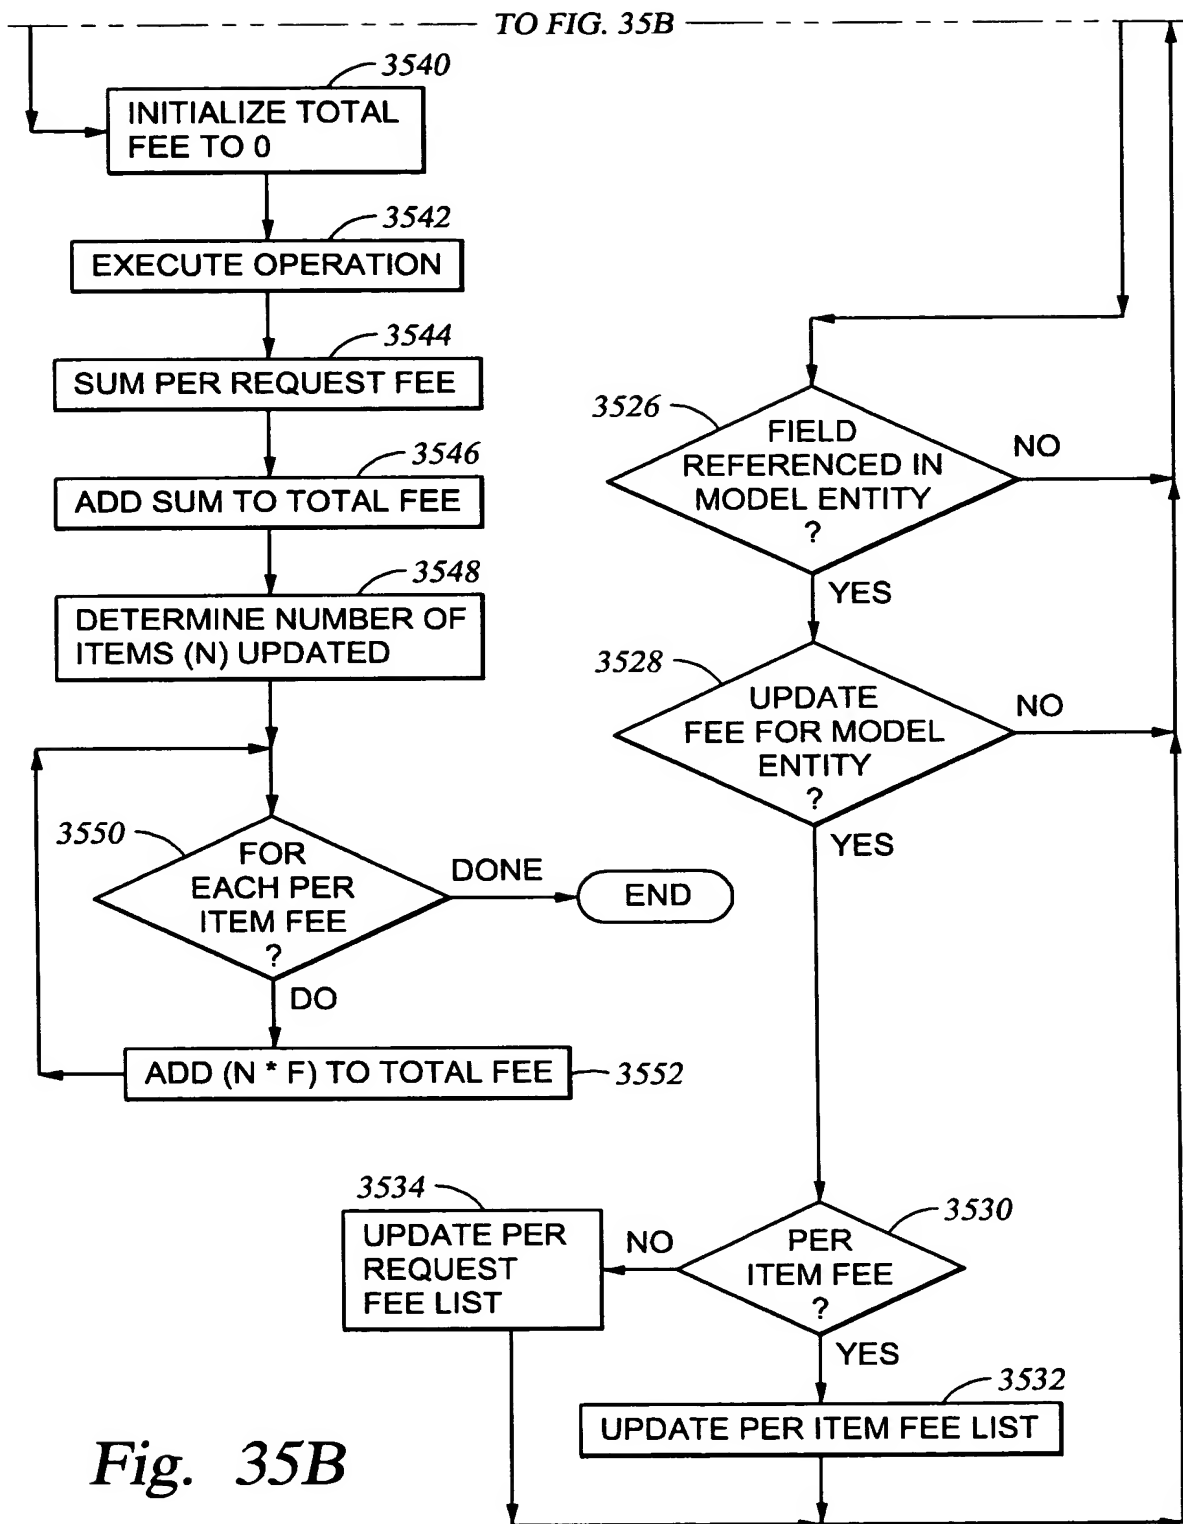 TO FIG. 35B
3540
INITIALIZE TOTAL
FEE TO 0
3542
EXECUTE OPERATION
3544
SUM PER REQUEST FEE
3546
ADD SUM TO TOTAL FEE
3548
DETERMINE NUMBER OF
ITEMS (N) UPDATED
3550
FOR
EACH PER
ITEM FEE
?
DONE
END
DO
ADD (N * F) TO TOTAL FEE
3552
3526
FIELD
REFERENCED IN
MODEL ENTITY
?
NO
YES
3528
UPDATE
FEE FOR MODEL
ENTITY
?
NO
YES
3530
PER
ITEM FEE
?
NO
3534
UPDATE PER
REQUEST
FEE LIST
YES
3532
UPDATE PER ITEM FEE LIST
Fig. 35B